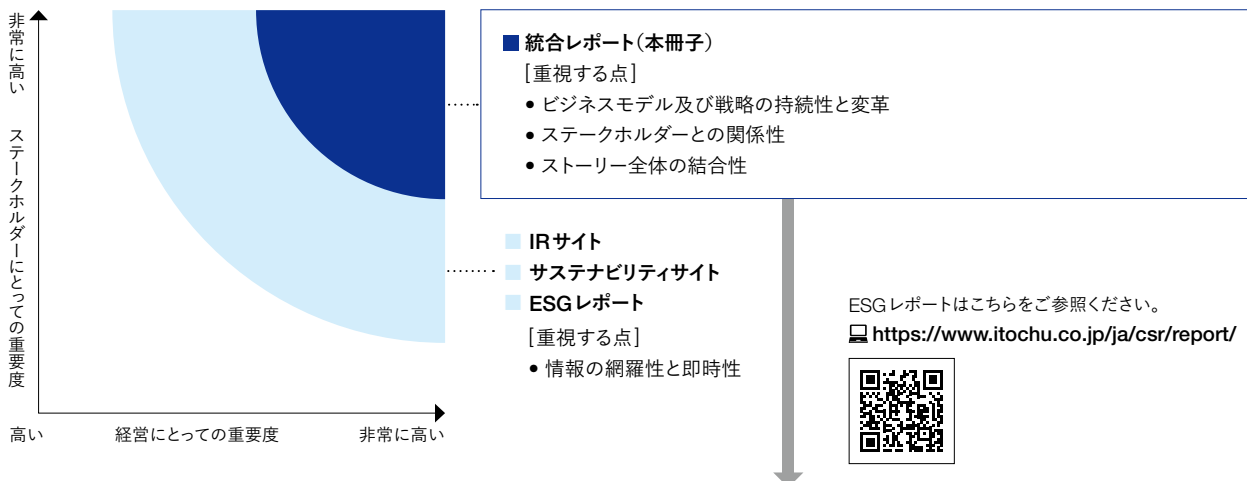 非常に高い
ステークホルダーにとっての重要度
高い
経営にとっての重要度
非常に高い
統合レポート（本冊子）
［重視する点］
• ビジネスモデル及び戦略の持続性と変革
• ステークホルダーとの関係性
• ストーリー全体の結合性
IRサイト
サステナビリティサイト
ESGレポート
［重視する点］
• 情報の網羅性と即時性
ESGレポートはこちらをご参照ください。
https://www.itochu.co.jp/ja/csr/report/